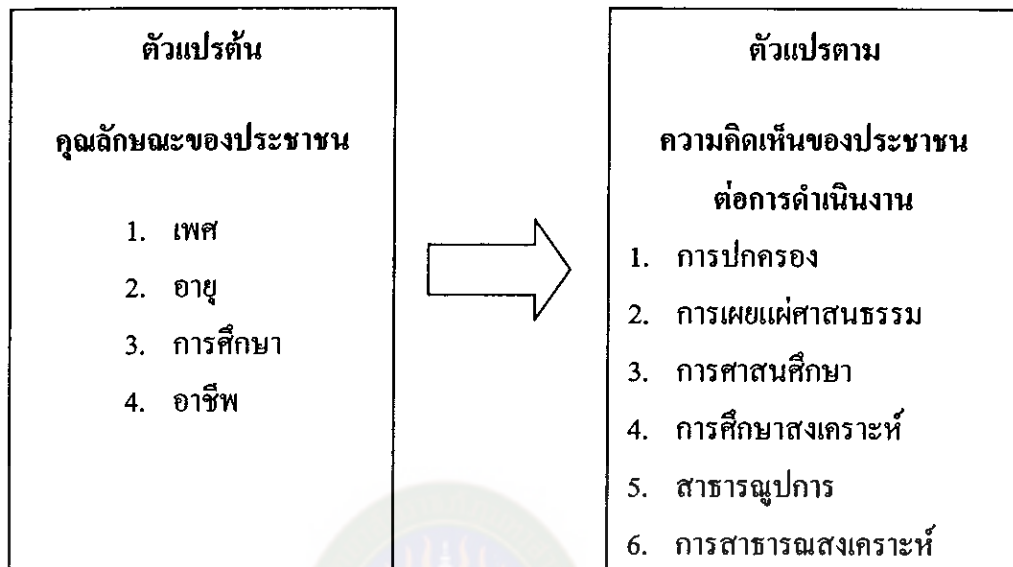 ตัวแปรต้น
คุณลักษณะของประชาชน
1. เพศ
2. อายุ
3. การศึกษา
4. อาชีพ
ตัวแปรตาม
ความคิดเห็นของประชาชน
ต่อการดำเนินงาน
1. การปกครอง
2. การเผยแผ่ศาสนธรรม
3. การศาสนศึกษา
4. การศึกษาสงเคราะห์
5. สาธารณูปการ
6. การสาธารณสงเคราะห์